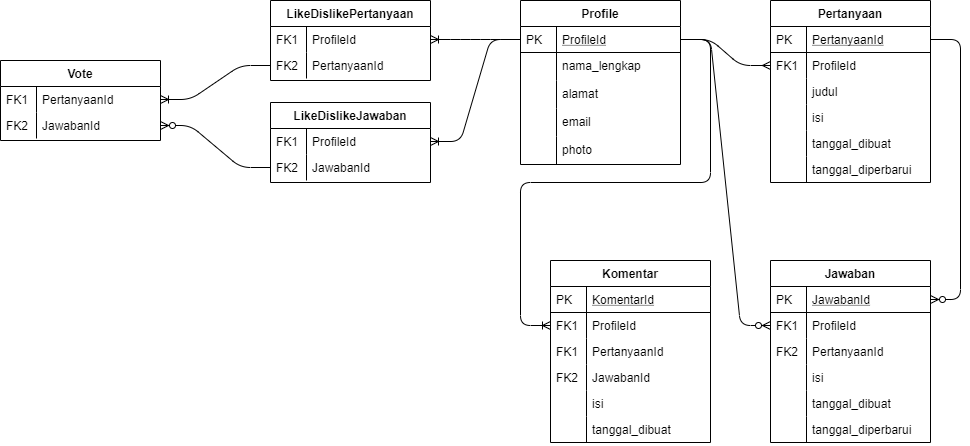 Vote
FK1 PertanyaanId
FK2 JawabanId
LikeDislikePertanyaan
FK1 ProfileId
FK2 PertanyaanId
LikeDislikeJawaban
FK1 ProfileId
FK2 JawabanId
Profile
PK ProfileId
nama_lengkap
alamat
email
photo
Pertanyaan
PK PertanyaanId
FK1 ProfileId
judul
isi
tanggal_dibuat
tanggal_diperbarui
Komentar
PK KomentarId
FK1 ProfileId
FK1 PertanyaanId
FK2 JawabanId
isi
tanggal_dibuat
Jawaban
PK JawabanId
FK1 ProfileId
FK2 PertanyaanId
isi
tanggal_dibuat
tanggal_diperbarui